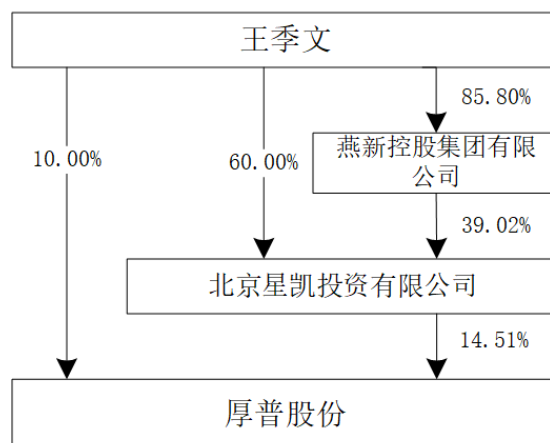 王季文
85.80%
10.00%
60.00%
燕新控股集团有限
公司
39.02%
北京星凯投资有限公司
14.51%
厚普股份